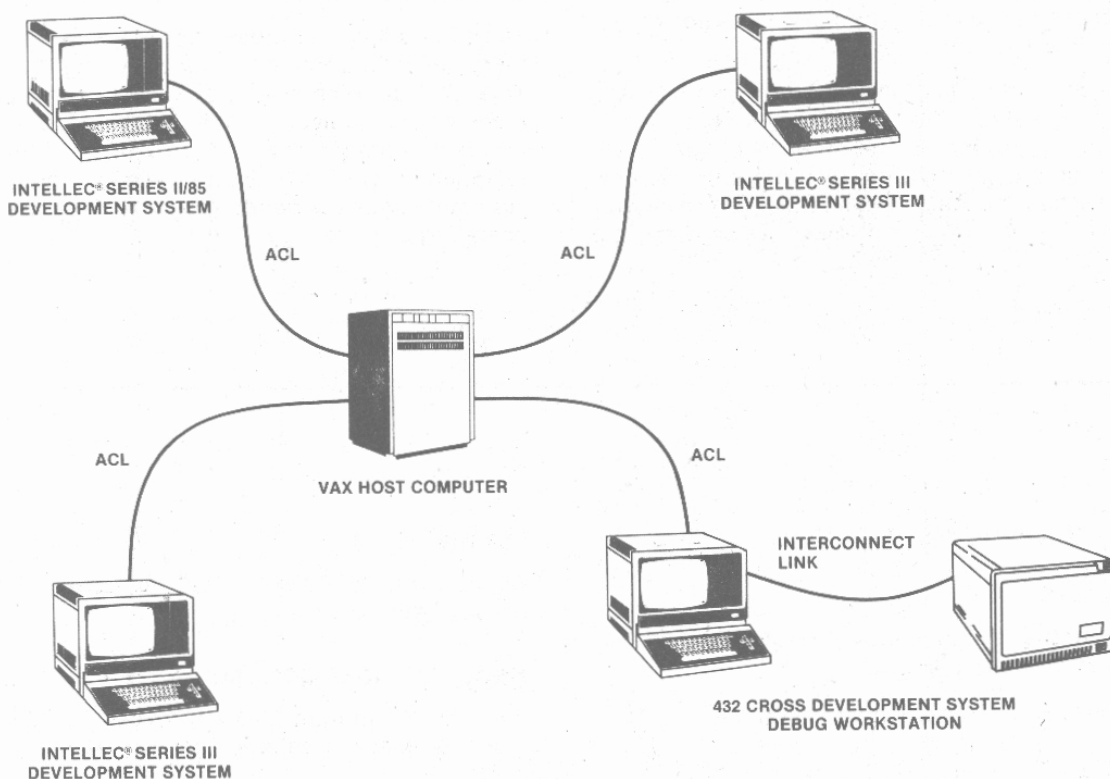 INTELLEC® SERIES II/85
DEVELOPMENT SYSTEM
INTELLEC® SERIES III
DEVELOPMENT SYSTEM
ACL
ACL
VAX HOST COMPUTER
ACL
ACL
INTERCONNECT
LINK
432 CROSS DEVELOPMENT SYSTEM
DEBUG WORKSTATION
INTELLEC® SERIES III
DEVELOPMENT SYSTEM